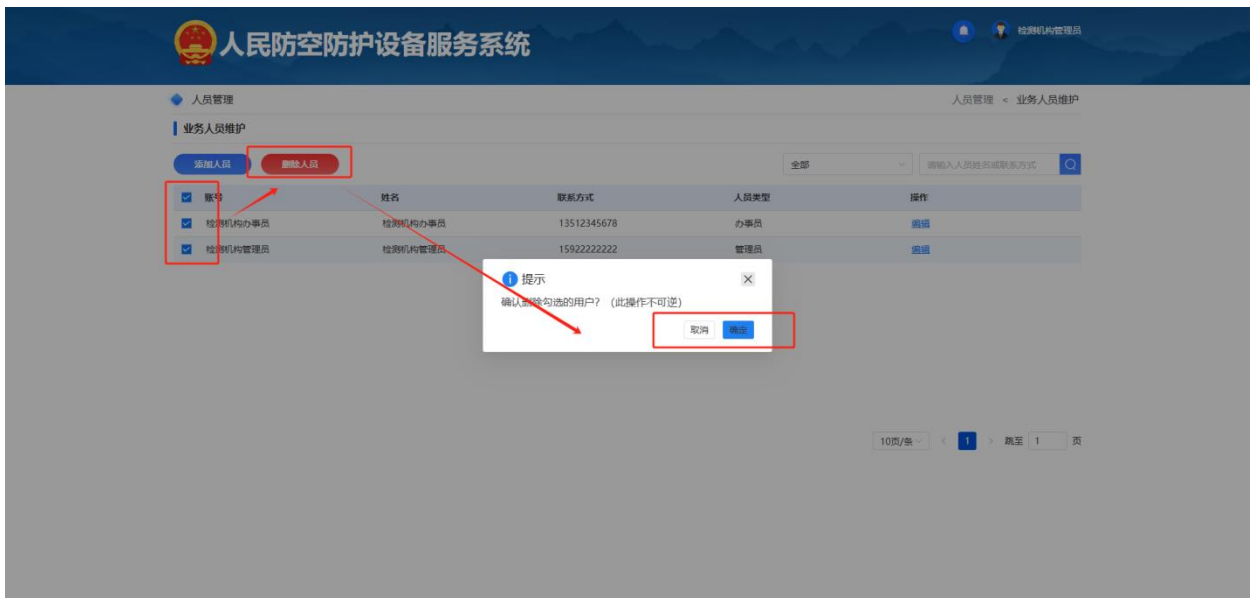 人民防空防护设备服务系统
检测机构管理员
人员管理
人员管理 < 业务人员维护
业务人员维护
添加人员 删除人员 全部 请输入人员姓名或联系方式
账号 姓名 联系方式 人员类型 操作
检测机构办事员 检测机构办事员 13512345678 办事员 编辑
检测机构管理员 检测机构管理员 15922222222 管理员 编辑
提示
确认删除勾选的用户? (此操作不可逆)
取消 确定
10页/条 < 1 > 跳至 1 页